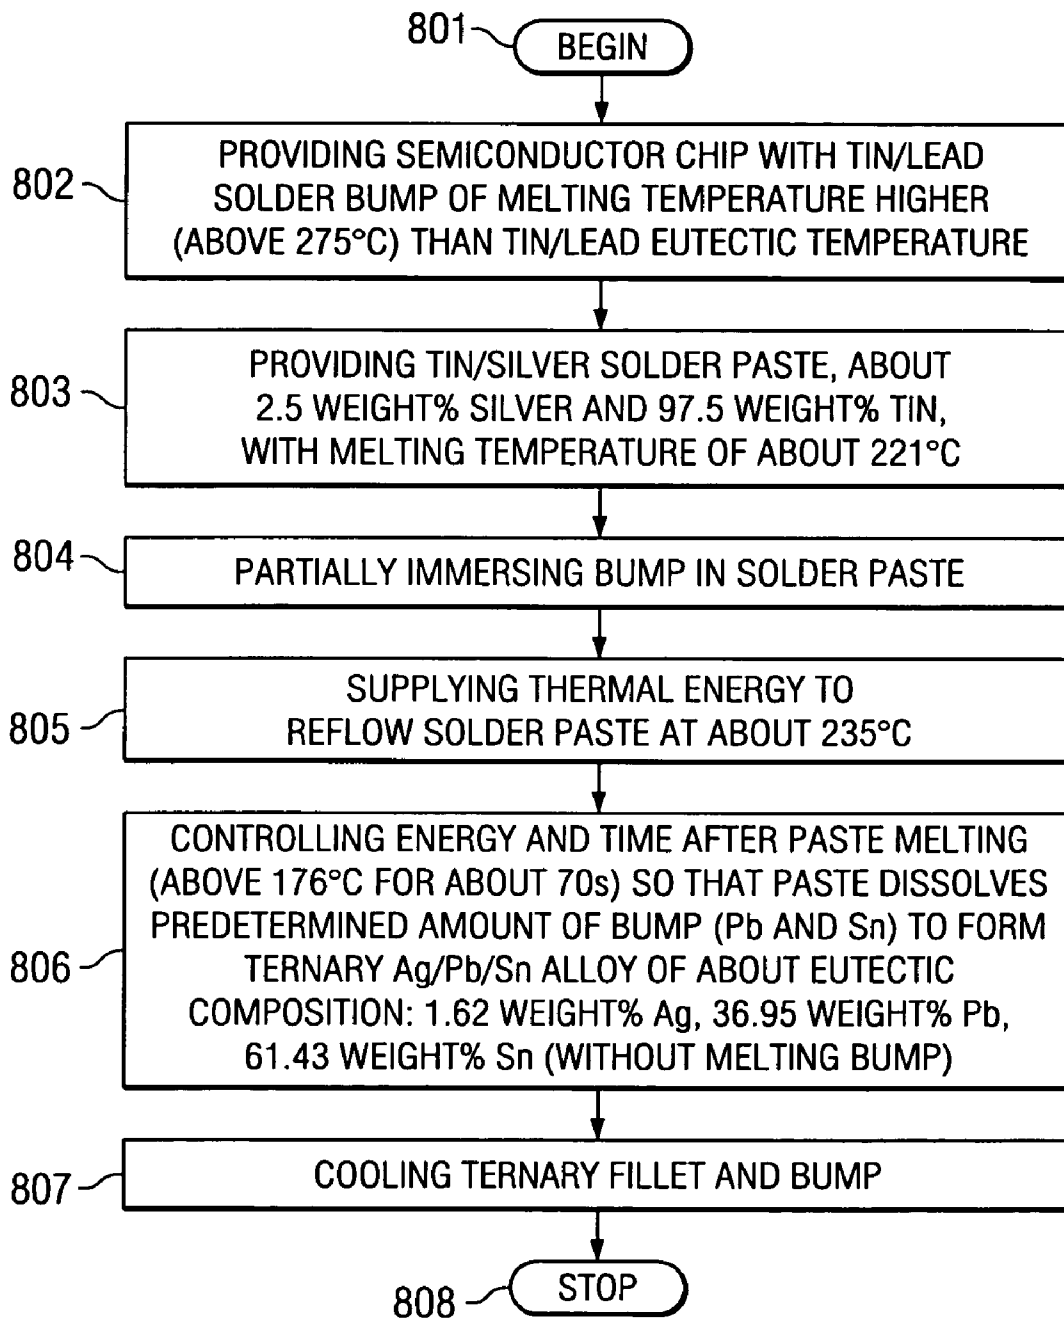 801
BEGIN
802
PROVIDING SEMICONDUCTOR CHIP WITH TIN/LEAD
SOLDER BUMP OF MELTING TEMPERATURE HIGHER
(ABOVE 275°C) THAN TIN/LEAD EUTECTIC TEMPERATURE
803
PROVIDING TIN/SILVER SOLDER PASTE, ABOUT
2.5 WEIGHT% SILVER AND 97.5 WEIGHT% TIN,
WITH MELTING TEMPERATURE OF ABOUT 221°C
804
PARTIALLY IMMERSING BUMP IN SOLDER PASTE
805
SUPPLYING THERMAL ENERGY TO
REFLOW SOLDER PASTE AT ABOUT 235°C
806
CONTROLLING ENERGY AND TIME AFTER PASTE MELTING
(ABOVE 176°C FOR ABOUT 70s) SO THAT PASTE DISSOLVES
PREDETERMINED AMOUNT OF BUMP (Pb AND Sn) TO FORM
TERNARY Ag/Pb/Sn ALLOY OF ABOUT EUTECTIC
COMPOSITION: 1.62 WEIGHT% Ag, 36.95 WEIGHT% Pb,
61.43 WEIGHT% Sn (WITHOUT MELTING BUMP)
807
COOLING TERNARY FILLET AND BUMP
808
STOP